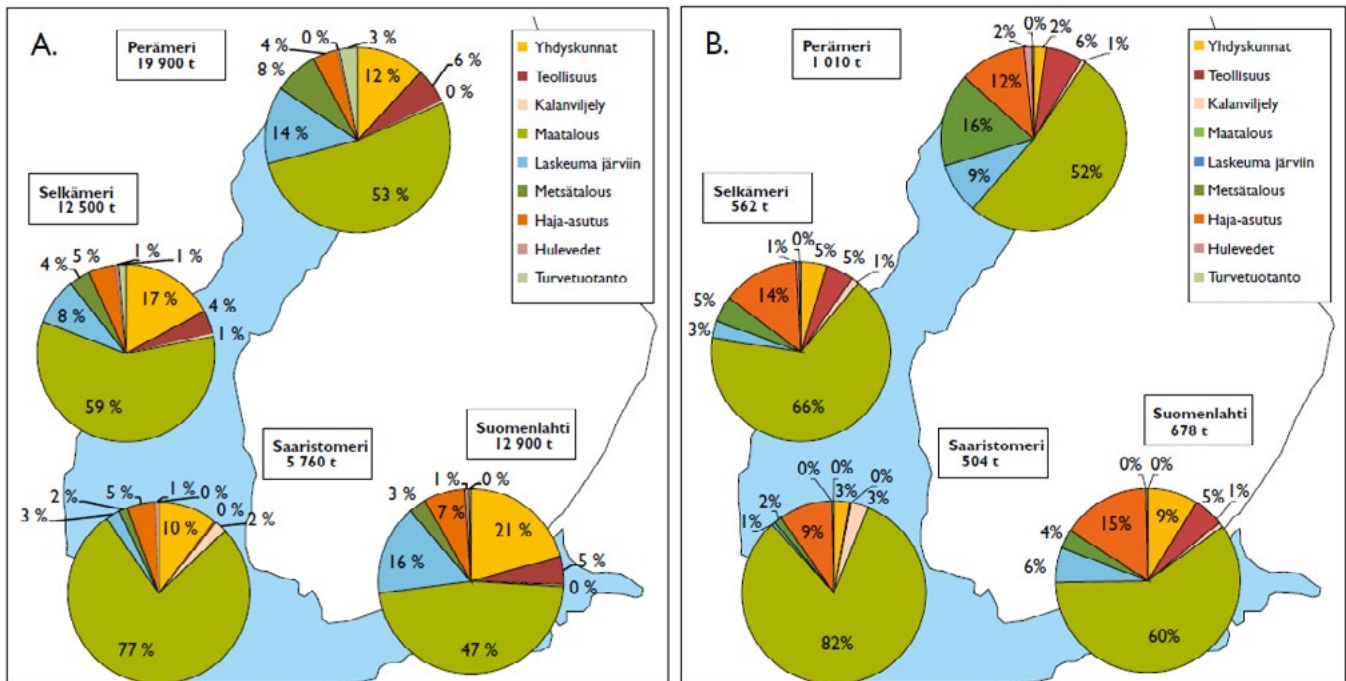 A.
Perämeri
19 900 t
4 %
0 %
3 %
8 %
12 %
6 %
0 %
14 %
53 %
Yhdyskunnat
Teollisuus
Kalanviljely
Maatalous
Laskeuma järviin
Metsätalous
Haja-asutus
Hulevedet
Turvetuotanto
Selkämeri
12 500 t
4 %
5 %
1 %
1 %
17 %
4 %
8 %
1 %
59 %
Saaristomeri
5 760 t
3 %
2 %
5 %
1 %
0 %
0 %
10 %
2 %
77 %
Suomenlahti
12 900 t
1 %
0 %
3 %
7 %
21 %
16 %
5 %
0 %
47 %
B.
Perämeri
1 010 t
2%
0%
2%
6%
1%
12%
16%
9%
52%
Yhdyskunnat
Teollisuus
Kalanviljely
Maatalous
Laskeuma järviin
Metsätalous
Haja-asutus
Hulevedet
Turvetuotanto
Selkämeri
562 t
1%
0%
5%
5%
1%
14%
5%
3%
66%
Saaristomeri
504 t
0%
0%
0%
3%
3%
2%
1%
9%
82%
Suomenlahti
678 t
0%
0%
5%
1%
15%
9%
4%
6%
60%